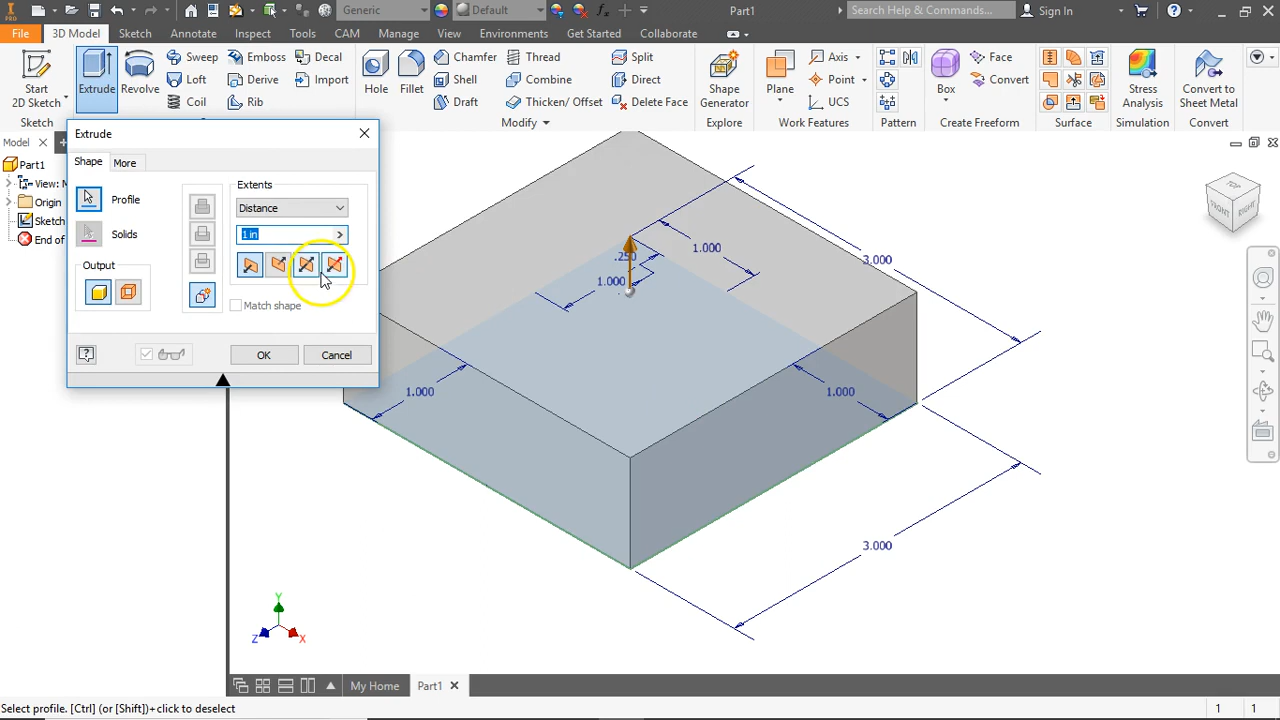 PRO
Generic
Default
fx
Part1
Search Help & Commands...
Sign In
File
3D Model
Sketch
Annotate
Inspect
Tools
CAM
Manage
View
Environments
Get Started
Collaborate
Start
2D Sketch
Extrude
Revolve
Sweep
Loft
Coil
Emboss
Derive
Rib
Decal
Import
Hole
Fillet
Chamfer
Shell
Draft
Thread
Combine
Thicken/ Offset
Split
Direct
Delete Face
Shape
Generator
Plane
Axis
Point
UCS
Box
Face
Convert
Stress
Analysis
Convert to
Sheet Metal
Sketch
Modify
Explore
Work Features
Pattern
Create Freeform
Surface
Simulation
Convert
Model
Part1
View: M
Origin
Sketch
End of
Extrude
Shape
More
Profile
Solids
Output
Extents
Distance
1 in
Match shape
OK
Cancel
.250
1.000
1.000
3.000
1.000
1.000
3.000
TOP
FRONT
RIGHT
Y
Z
X
My Home
Part1
Select profile. [Ctrl] (or [Shift])+click to deselect
1
1